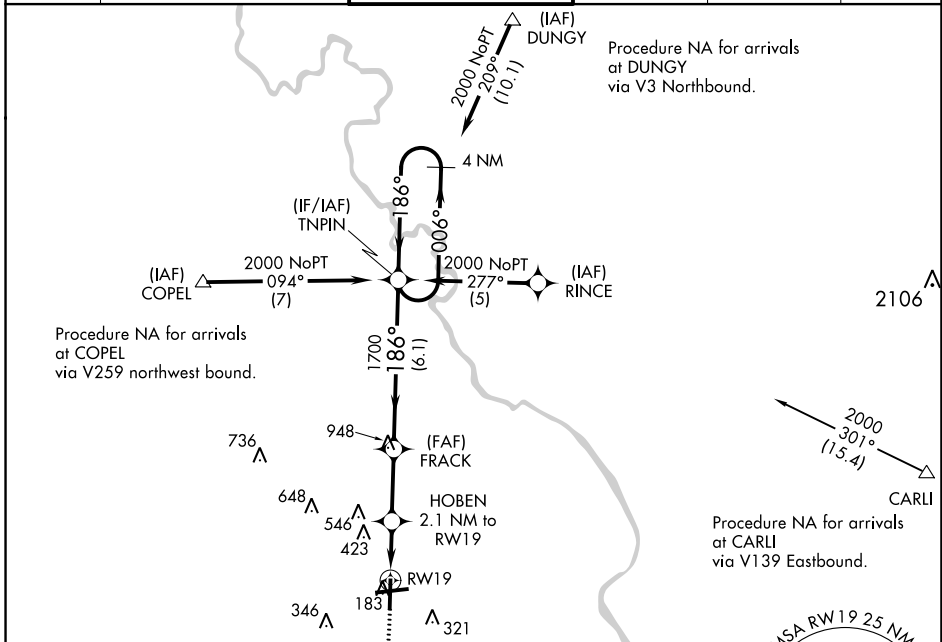 (IAF)
DUNGY
2000 NoPT
209°
(10.1)
Procedure NA for arrivals
at DUNGY
via V3 Northbound.
4 NM
186°
006°
(IF/IAF)
TNPIN
(IAF)
COPEL
2000 NoPT
094°
(7)
2000 NoPT
277°
(5)
(IAF)
RINCE
2106
Procedure NA for arrivals
at COPEL
via V259 northwest bound.
1700
186°
(6.1)
2000
301°
(15.4)
CARLI
948
(FAF)
FRACK
736
648
546
423
HOBEN
2.1 NM to
RW19
Procedure NA for arrivals
at CARLI
via V139 Eastbound.
RW19
183
346
321
MSA RW19 25 NM